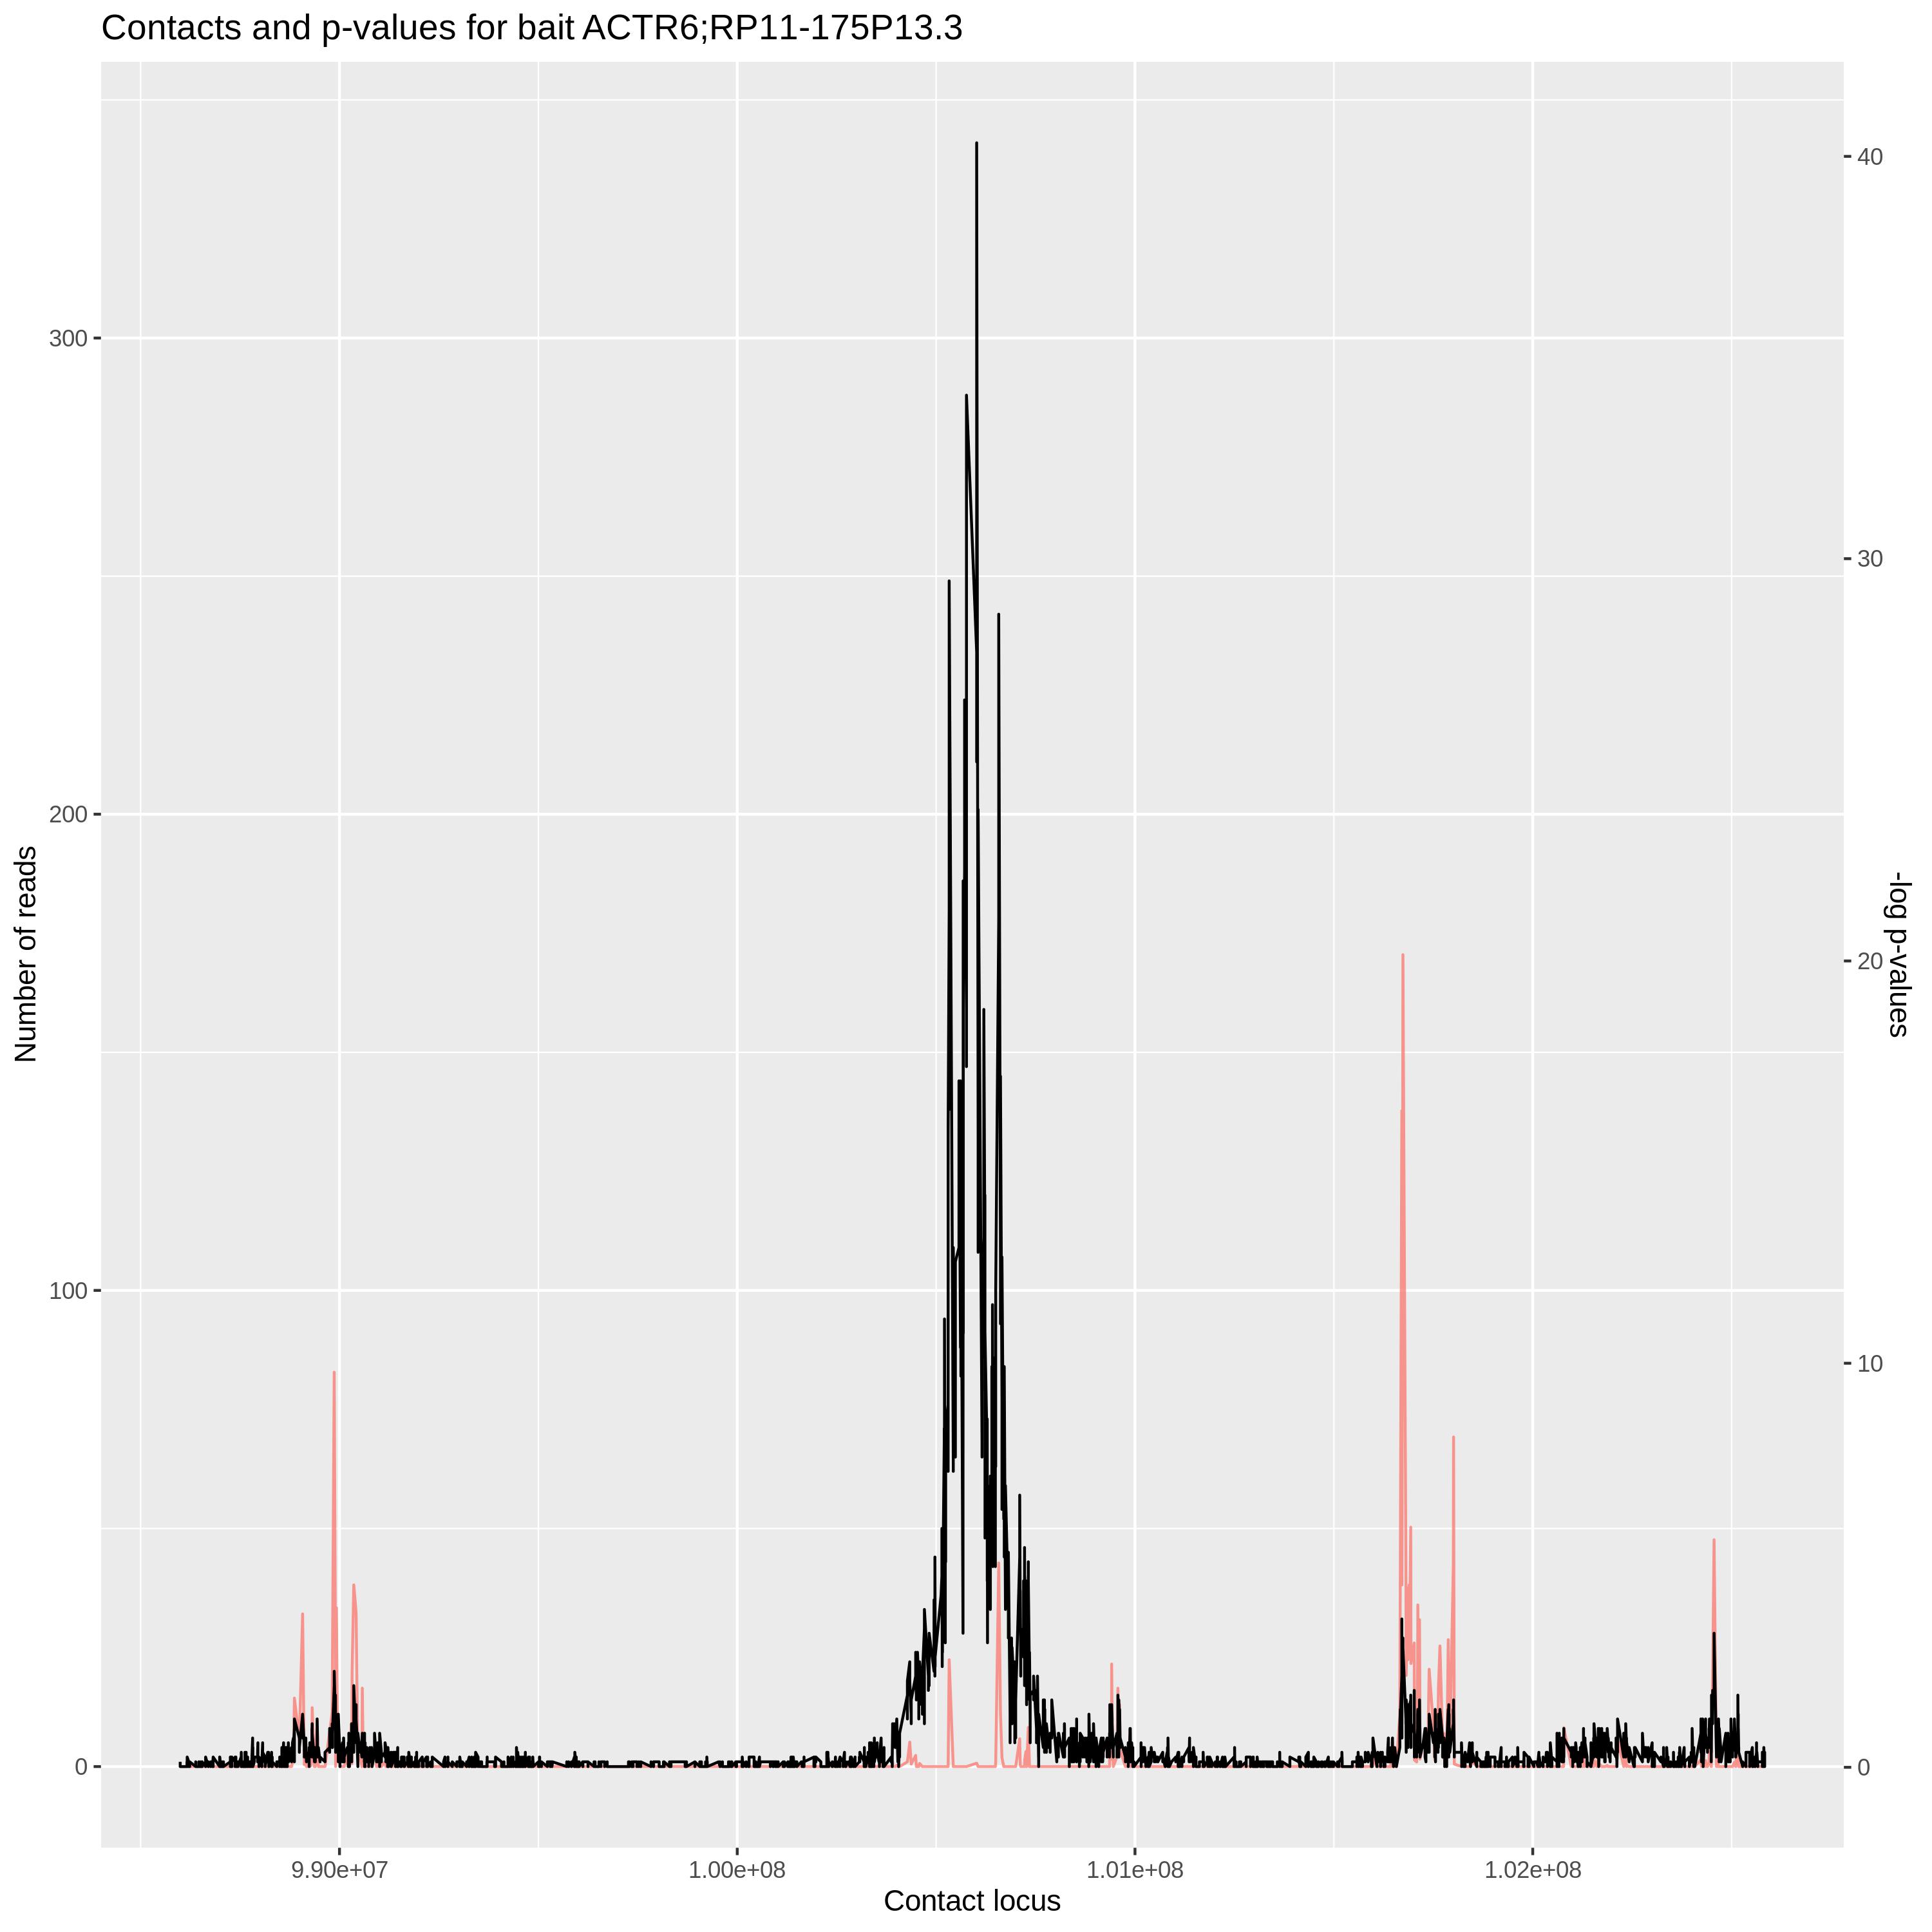 Contacts and p-values for bait ACTR6;RP11-175P13.3
Number of reads
300
200
100
0
40
30
20
10
0
-log p-values
9.90e+07
1.00e+08
1.01e+08
1.02e+08
Contact locus